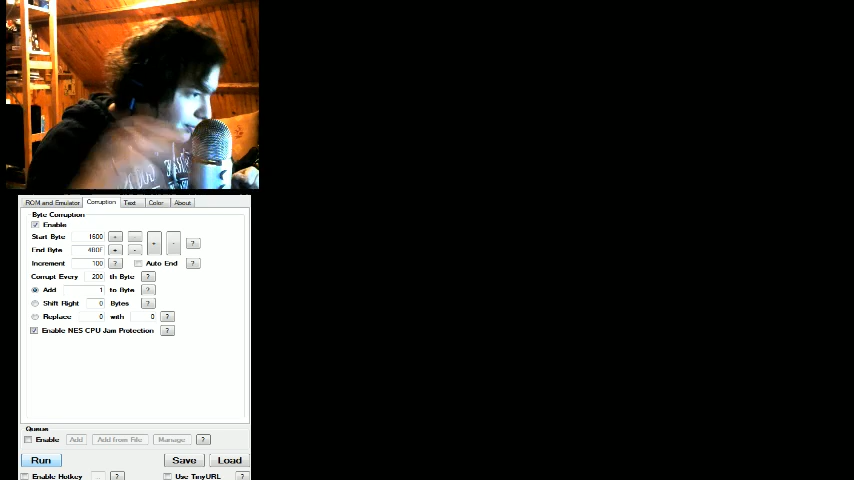 ROM and Emulator Corruption Text Color About
Byte Corruption
Enable
Start Byte 1600 + - + - ?
End Byte 480F + -
Increment 100 ? Auto End ?
Corrupt Every 200 th Byte ?
Add 1 to Byte ?
Shift Right 0 Bytes ?
Replace 0 with 0 ?
Enable NES CPU Jam Protection ?
Queue
Enable Add Add from File Manage ?
Run Save Load
Enable Hotkey ... ? Use TinyURL ?